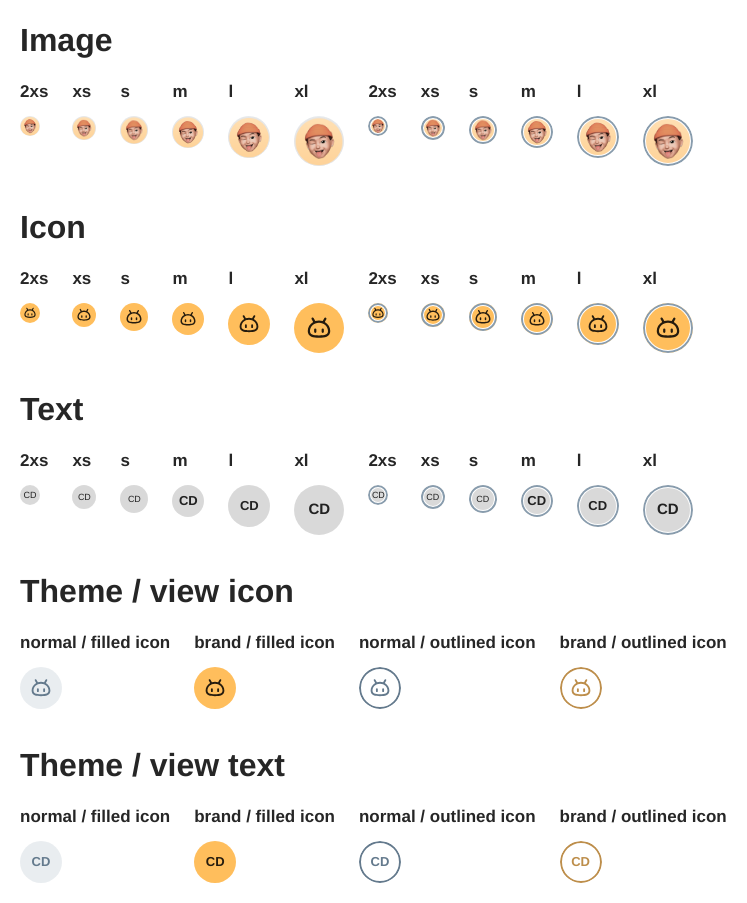 Image
2xs xs s m l xl 2xs xs s m l xl
Icon
2xs xs s m l xl 2xs xs s m l xl
Text
2xs xs s m l xl 2xs xs s m l xl
CD CD CD CD CD CD CD CD CD CD CD CD
Theme / view icon
normal / filled icon brand / filled icon normal / outlined icon brand / outlined icon
Theme / view text
normal / filled icon brand / filled icon normal / outlined icon brand / outlined icon
CD CD CD CD